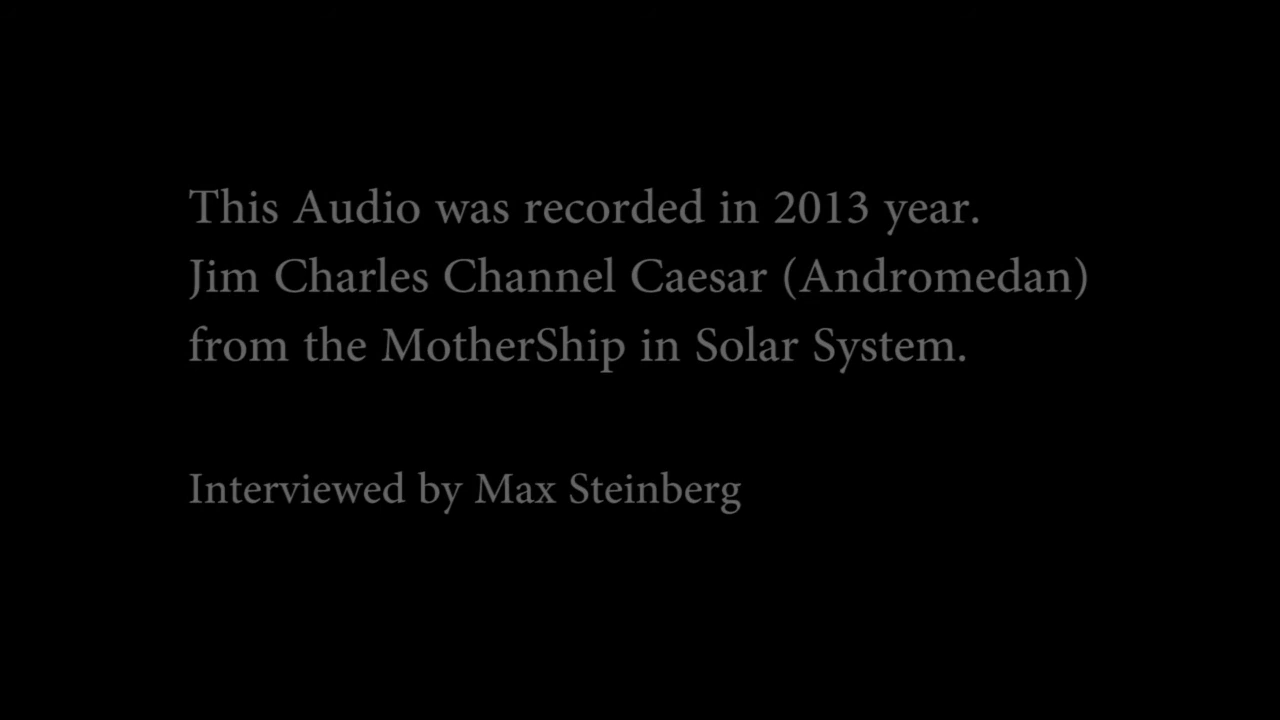 This Audio was recorded in 2013 year.
Jim Charles Channel Caesar (Andromedan)
from the MotherShip in Solar System.
Interviewed by Max Steinberg